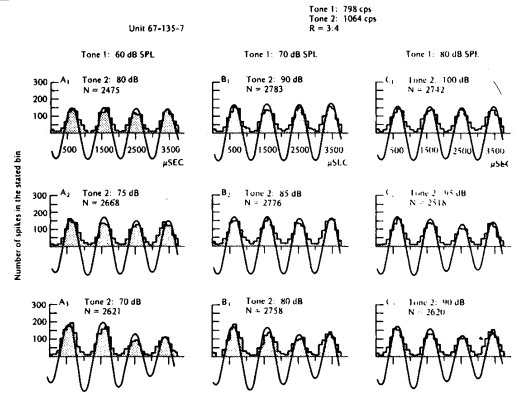 Tone 1: 798 cps
Tone 2: 1064 cps
R = 3:4
Unit 67-135-7
Tone 1: 60 dB SPL
Tone 1: 70 dB SPL
Tone 1: 80 dB SPL
Number of spikes in the stated bin
300
200
100
A1 Tone 2: 80 dB
N = 2475
500 1500 2500 3500
μSEC
B1 Tone 2: 90 dB
N = 2783
500 1500 2500 3500
μSEC
C1 Tone 2: 100 dB
N = 2742
500 1500 2500 3500
μSEC
300
200
100
A2 Tone 2: 75 dB
N = 2668
B2 Tone 2: 85 dB
N = 2776
Tone 2: 95 dB
N = 2518
300
200
100
A3 Tone 2: 70 dB
N = 2621
B3 Tone 2: 80 dB
N = 2758
Tone 2: 90 dB
N = 2620